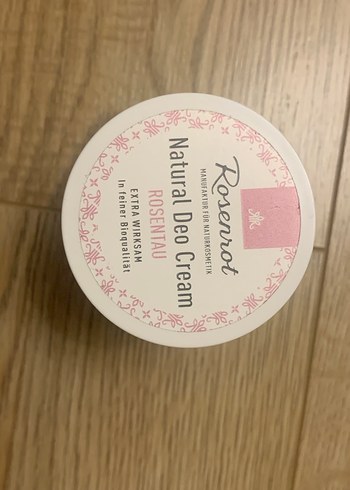 Rosenrot
MANUFAKTUR FÜR NATURKOSMETIK
Natural Deo Cream
ROSENTAU
EXTRA WIRKSAM
In feiner Bioqualität